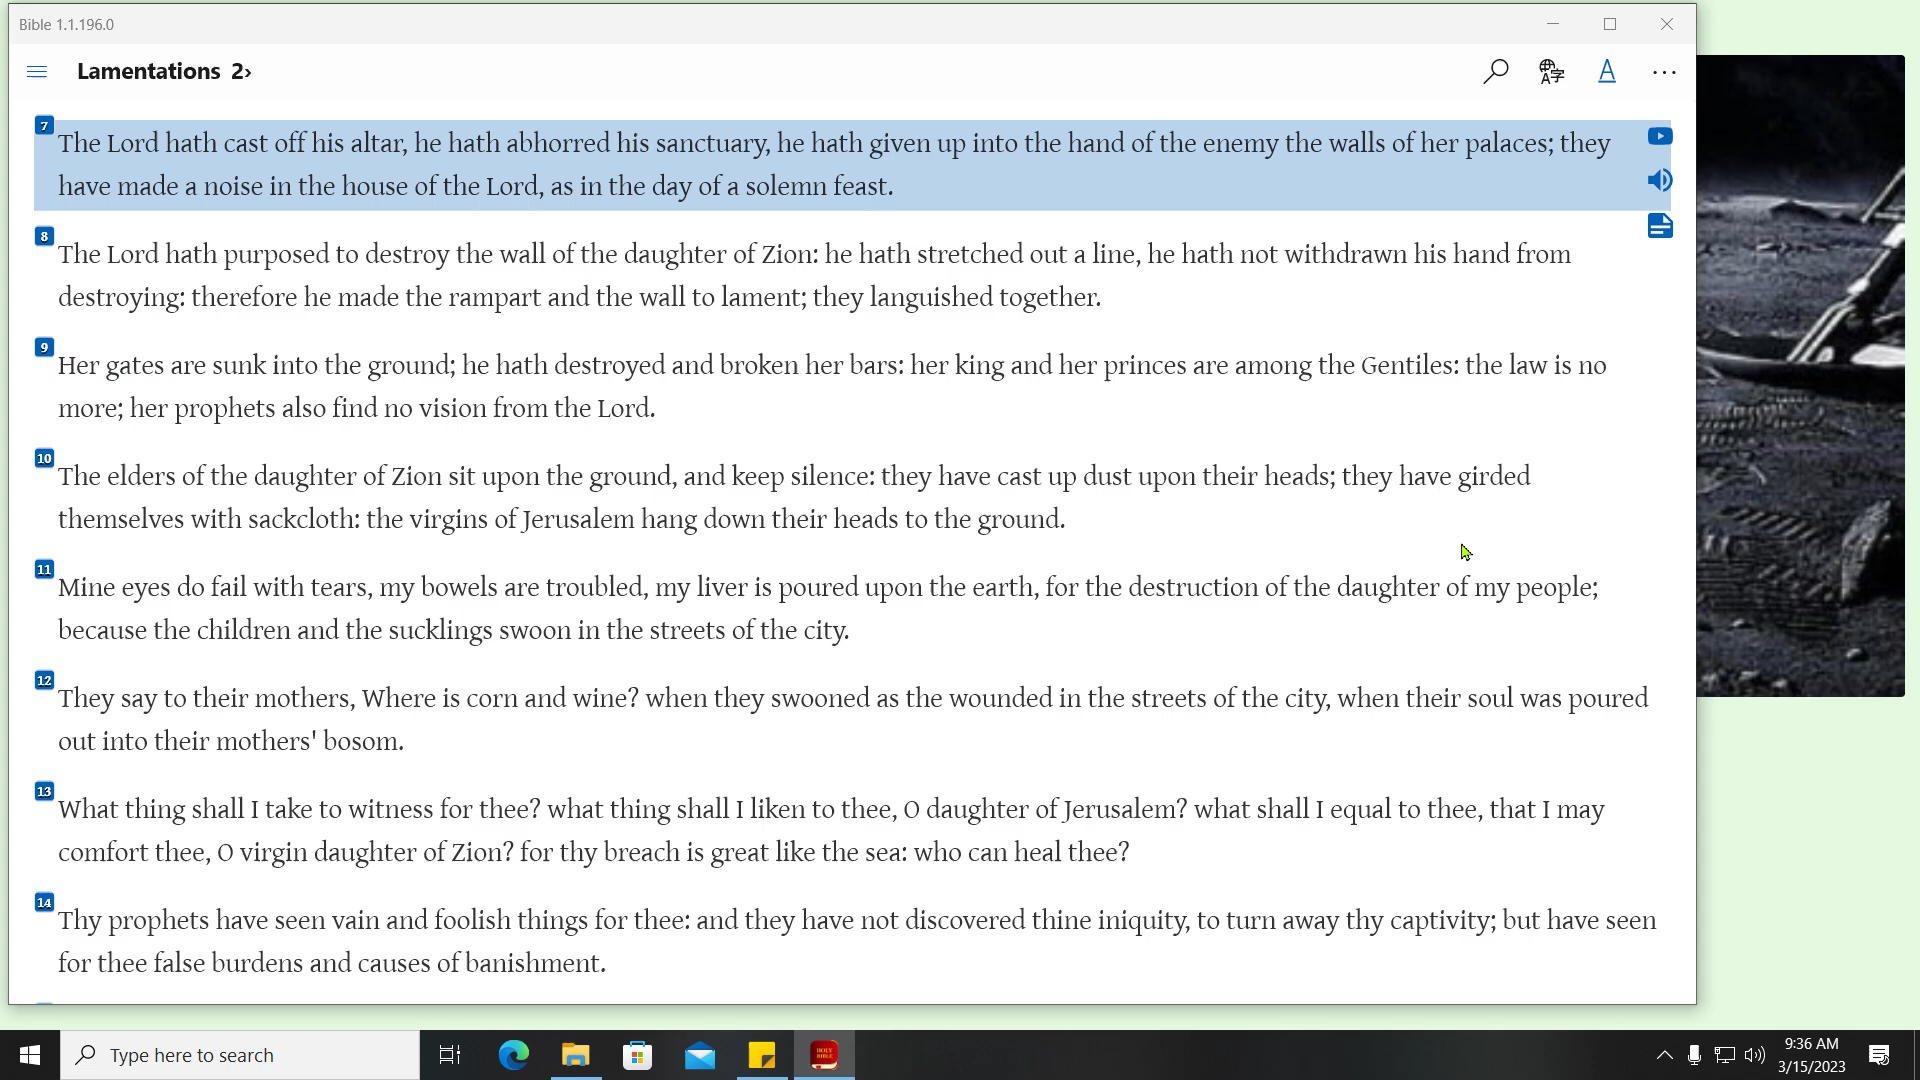 Bible 1.1.196.0
Lamentations 2›
7
The Lord hath cast off his altar, he hath abhorred his sanctuary, he hath given up into the hand of the enemy the walls of her palaces; they
have made a noise in the house of the Lord, as in the day of a solemn feast.
8
The Lord hath purposed to destroy the wall of the daughter of Zion: he hath stretched out a line, he hath not withdrawn his hand from
destroying: therefore he made the rampart and the wall to lament; they languished together.
9
Her gates are sunk into the ground; he hath destroyed and broken her bars: her king and her princes are among the Gentiles: the law is no
more; her prophets also find no vision from the Lord.
10
The elders of the daughter of Zion sit upon the ground, and keep silence: they have cast up dust upon their heads; they have girded
themselves with sackcloth: the virgins of Jerusalem hang down their heads to the ground.
11
Mine eyes do fail with tears, my bowels are troubled, my liver is poured upon the earth, for the destruction of the daughter of my people;
because the children and the sucklings swoon in the streets of the city.
12
They say to their mothers, Where is corn and wine? when they swooned as the wounded in the streets of the city, when their soul was poured
out into their mothers' bosom.
13
What thing shall I take to witness for thee? what thing shall I liken to thee, O daughter of Jerusalem? what shall I equal to thee, that I may
comfort thee, O virgin daughter of Zion? for thy breach is great like the sea: who can heal thee?
14
Thy prophets have seen vain and foolish things for thee: and they have not discovered thine iniquity, to turn away thy captivity; but have seen
for thee false burdens and causes of banishment.
Type here to search
HOLY BIBLE
9:36 AM
3/15/2023